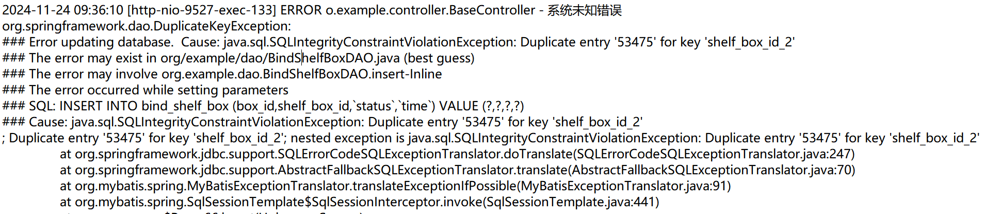 2024-11-24 09:36:10 [http-nio-9527-exec-133] ERROR o.example.controller.BaseController - 系统未知错误
org.springframework.dao.DuplicateKeyException:
### Error updating database.  Cause: java.sql.SQLIntegrityConstraintViolationException: Duplicate entry '53475' for key 'shelf_box_id_2'
### The error may exist in org/example/dao/BindShelfBoxDAO.java (best guess)
### The error may involve org.example.dao.BindShelfBoxDAO.insert-Inline
### The error occurred while setting parameters
### SQL: INSERT INTO bind_shelf_box (box_id,shelf_box_id,`status`,`time`) VALUE (?,?,?,?)
### Cause: java.sql.SQLIntegrityConstraintViolationException: Duplicate entry '53475' for key 'shelf_box_id_2'
; Duplicate entry '53475' for key 'shelf_box_id_2'; nested exception is java.sql.SQLIntegrityConstraintViolationException: Duplicate entry '53475' for key 'shelf_box_id_2'
at org.springframework.jdbc.support.SQLErrorCodeSQLExceptionTranslator.doTranslate(SQLErrorCodeSQLExceptionTranslator.java:247)
at org.springframework.jdbc.support.AbstractFallbackSQLExceptionTranslator.translate(AbstractFallbackSQLExceptionTranslator.java:70)
at org.mybatis.spring.MyBatisExceptionTranslator.translateExceptionIfPossible(MyBatisExceptionTranslator.java:91)
at org.mybatis.spring.SqlSessionTemplate$SqlSessionInterceptor.invoke(SqlSessionTemplate.java:441)